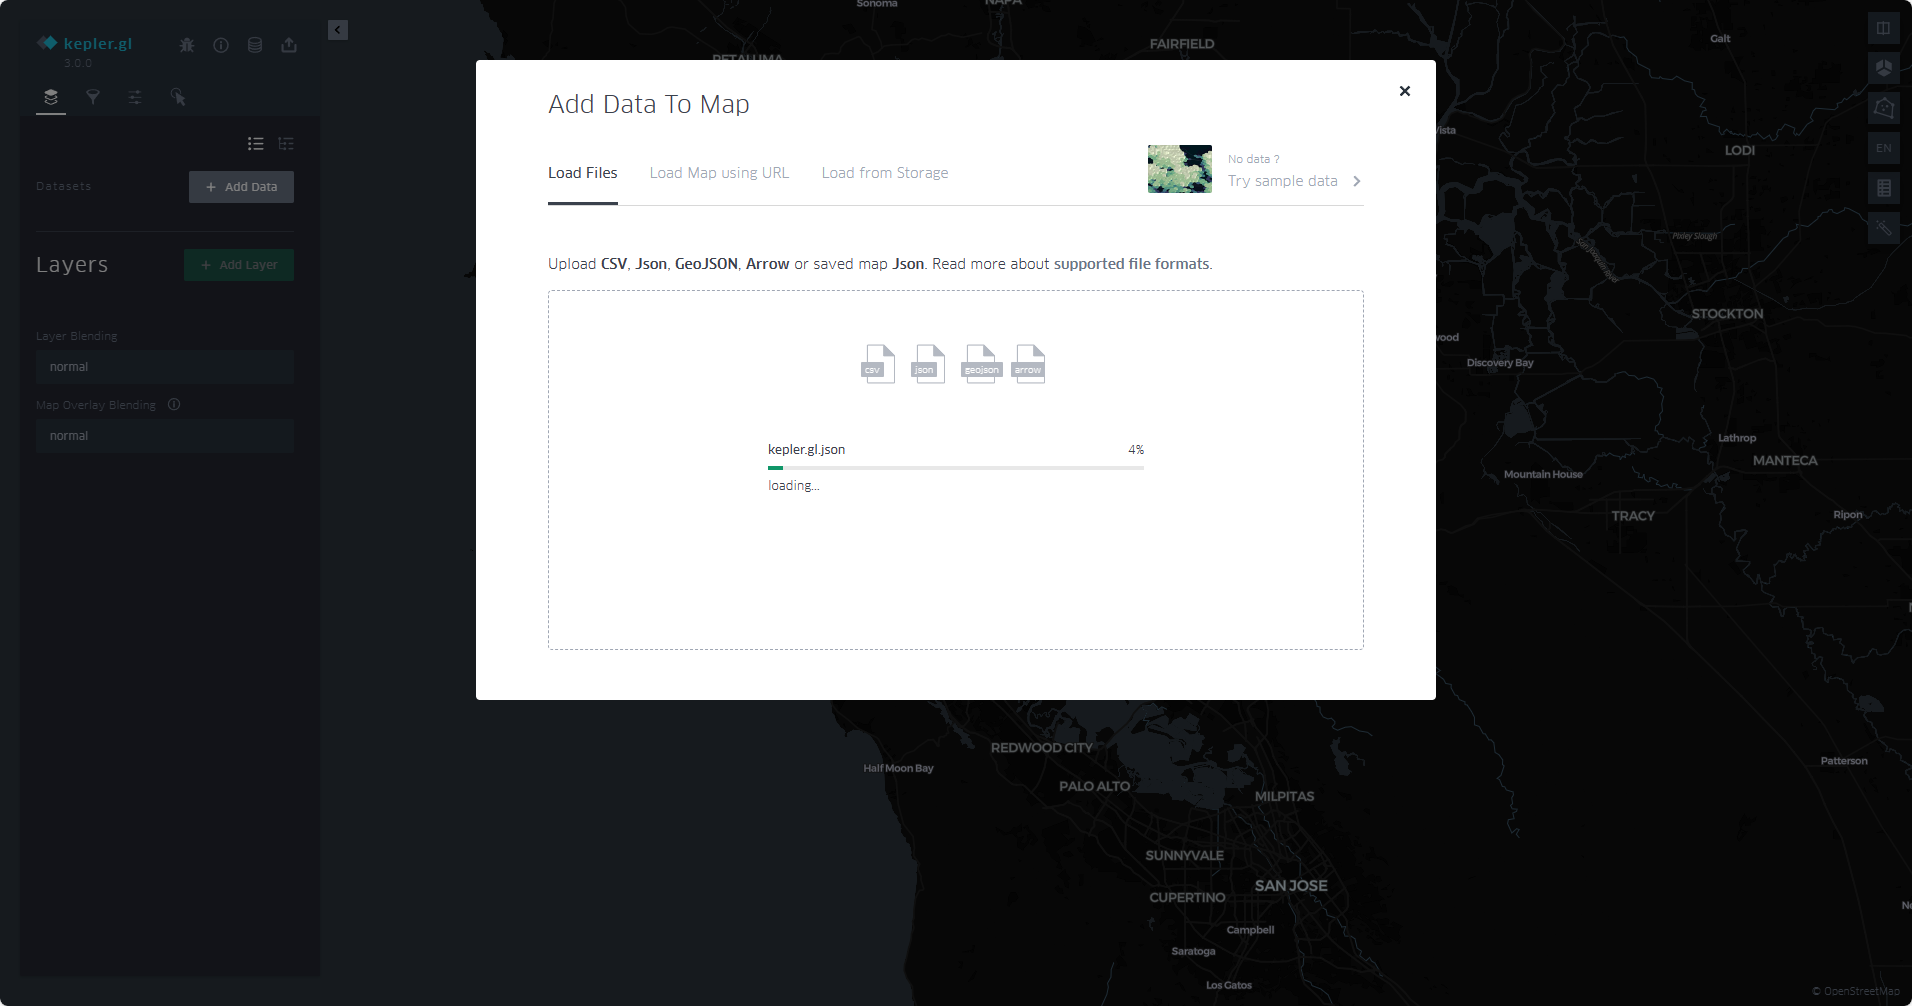 kepler.gl
3.0.0
Datasets
+ Add Data
Layers
+ Add Layer
Layer Blending
normal
Map Overlay Blending
normal
Add Data To Map
Load Files
Load Map using URL
Load from Storage
No data ?
Try sample data
Upload CSV, Json, GeoJSON, Arrow or saved map Json. Read more about supported file formats.
csv
json
geojson
arrow
kepler.gl.json
4%
loading...
EN
Sonoma
NAPA
PETALUMA
FAIRFIELD
Galt
LODI
Pixley Slough
San Joaquin River
STOCKTON
Discovery Bay
Lathrop
MANTECA
Mountain House
TRACY
Ripon
REDWOOD CITY
Half Moon Bay
PALO ALTO
MILPITAS
Patterson
SUNNYVALE
SAN JOSE
CUPERTINO
Campbell
Saratoga
Los Gatos
© OpenStreetMap